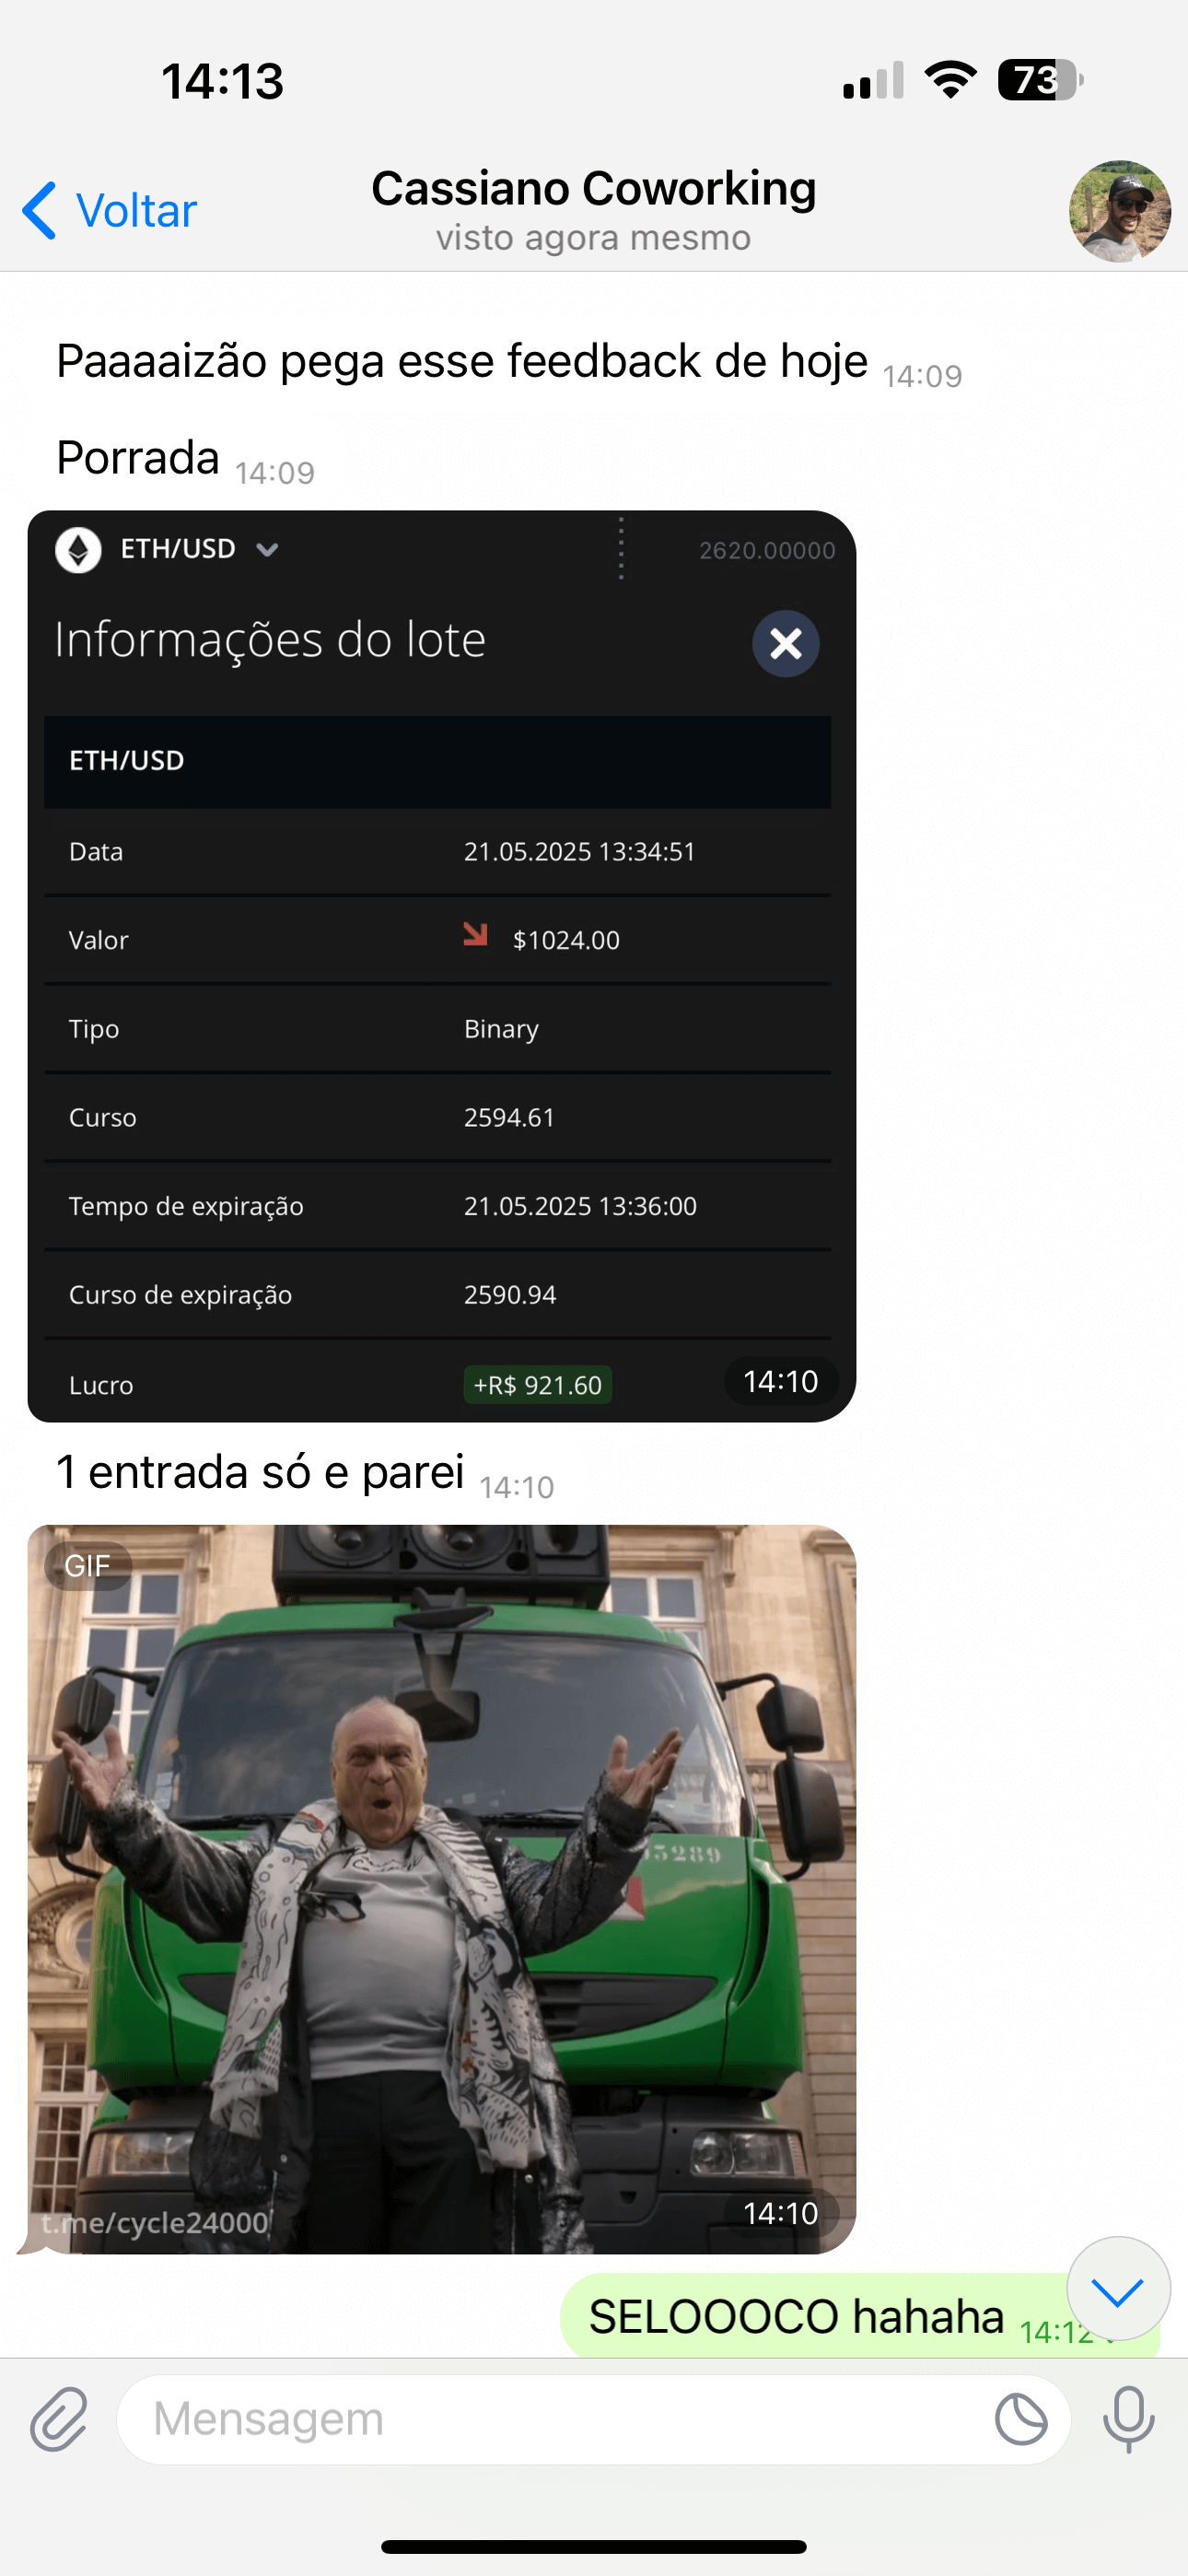 14:13
73
Voltar
Cassiano Coworking
visto agora mesmo
Paaaaizão pega esse feedback de hoje 14:09
Porrada 14:09
ETH/USD
2620.00000
Informações do lote
ETH/USD
Data 21.05.2025 13:34:51
Valor $1024.00
Tipo Binary
Curso 2594.61
Tempo de expiração 21.05.2025 13:36:00
Curso de expiração 2590.94
Lucro +R$ 921.60
14:10
1 entrada só e parei 14:10
GIF
15289
t.me/cycle24000
14:10
SELOOOCO hahaha 14:12
Mensagem